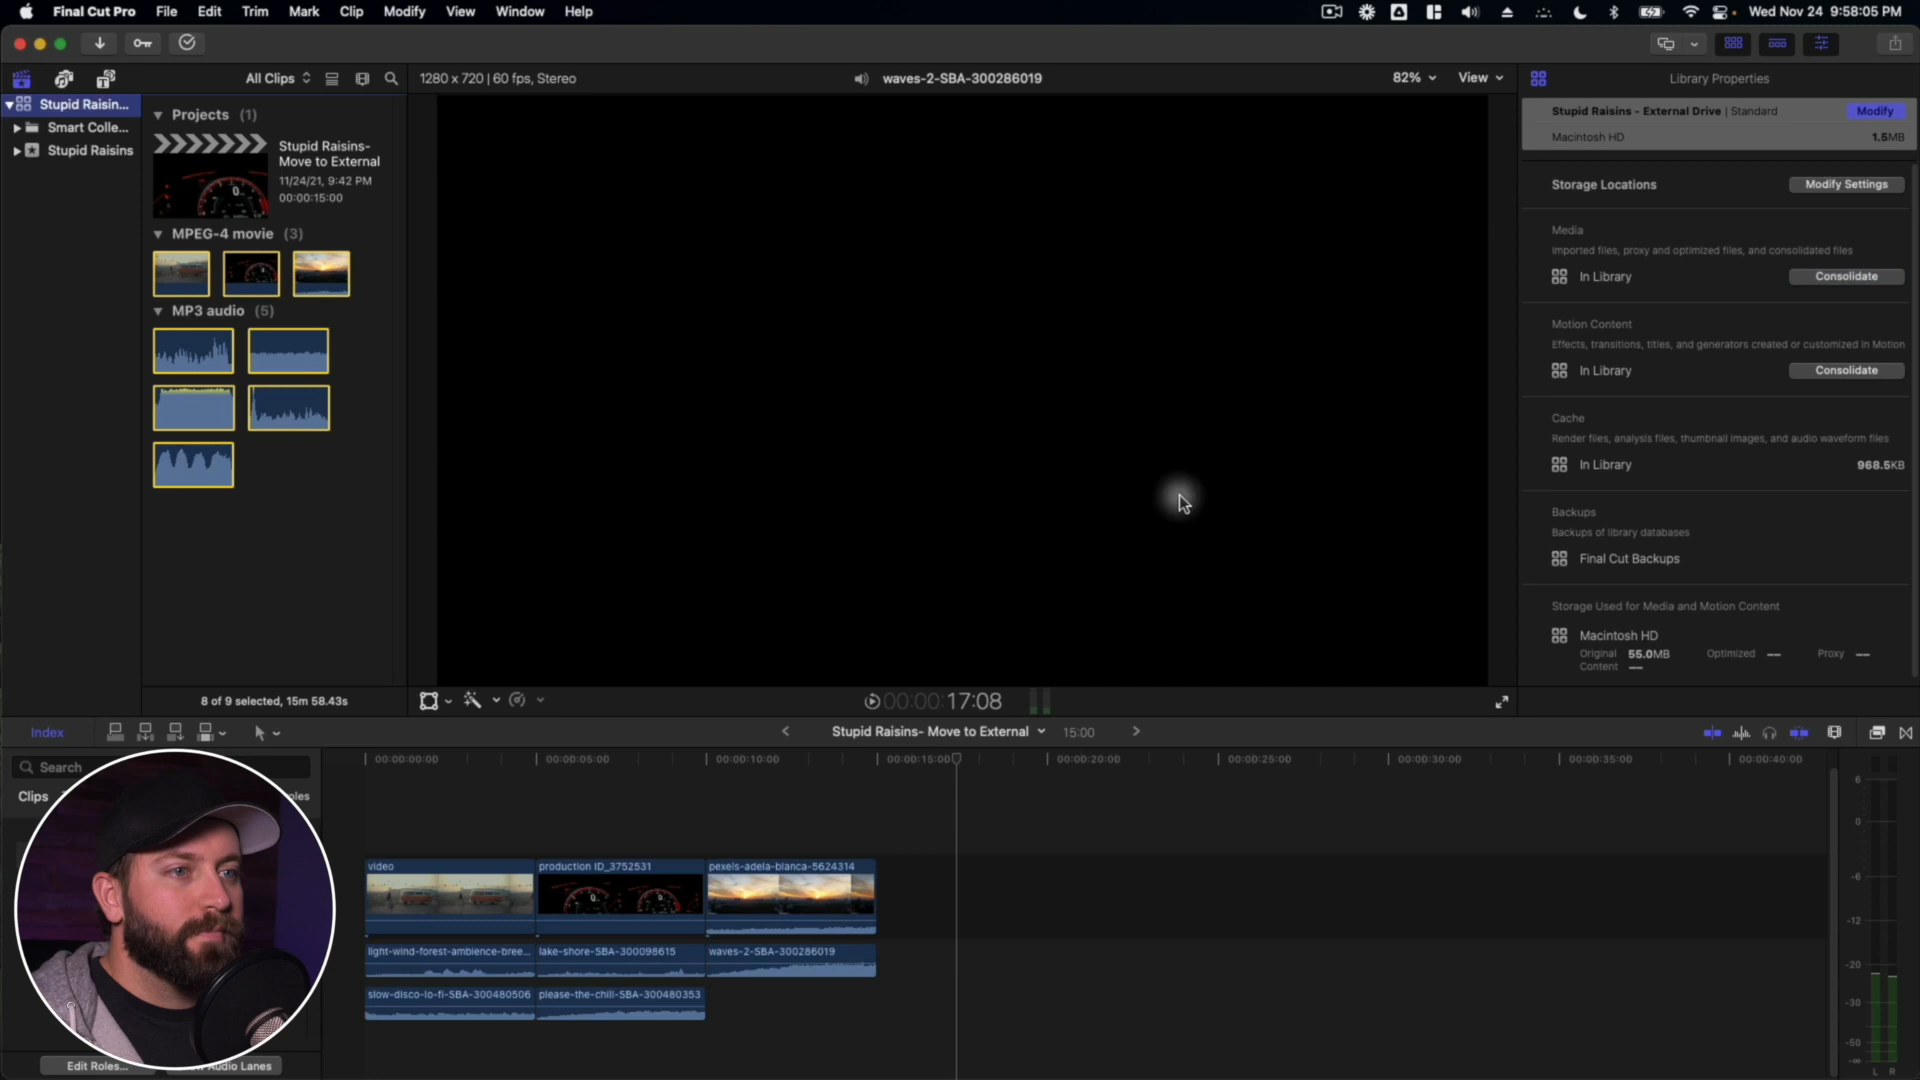 Final Cut Pro File Edit Trim Mark Clip Modify View Window Help
Wed Nov 24 9:58:05 PM
All Clips
1280 x 720 | 60 fps, Stereo
waves-2-SBA-300286019
82%
View
Library Properties
Stupid Raisin...
Smart Colle...
Stupid Raisins
Projects (1)
Stupid Raisins-
Move to External
11/24/21, 9:42 PM
00:00:15:00
MPEG-4 movie (3)
MP3 audio (5)
8 of 9 selected, 15m 58.43s
00:00:17:08
Stupid Raisins - External Drive | Standard
Modify
Macintosh HD
1.5MB
Storage Locations
Modify Settings
Media
Imported files, proxy and optimized files, and consolidated files
In Library
Consolidate
Motion Content
Effects, transitions, titles, and generators created or customized in Motion
In Library
Consolidate
Cache
Render files, analysis files, thumbnail images, and audio waveform files
In Library
968.5KB
Backups
Backups of library databases
Final Cut Backups
Storage Used for Media and Motion Content
Macintosh HD
Original 55.0MB Optimized -- Proxy --
Content --
Index
Stupid Raisins- Move to External
15:00
Search
Clips
oles
00:00:00:00 00:00:05:00 00:00:10:00 00:00:15:00 00:00:20:00 00:00:25:00 00:00:30:00 00:00:35:00 00:00:40:00
video
production ID_3752531
pexels-adela-blanca-5624314
light-wind-forest-ambience-bree...
lake-shore-SBA-300098615
waves-2-SBA-300286019
slow-disco-lo-fi-SBA-300480506
please-the-chill-SBA-300480353
Edit Roles...
Audio Lanes
6
0
-6
-12
-20
-30
-50
-∞
L R